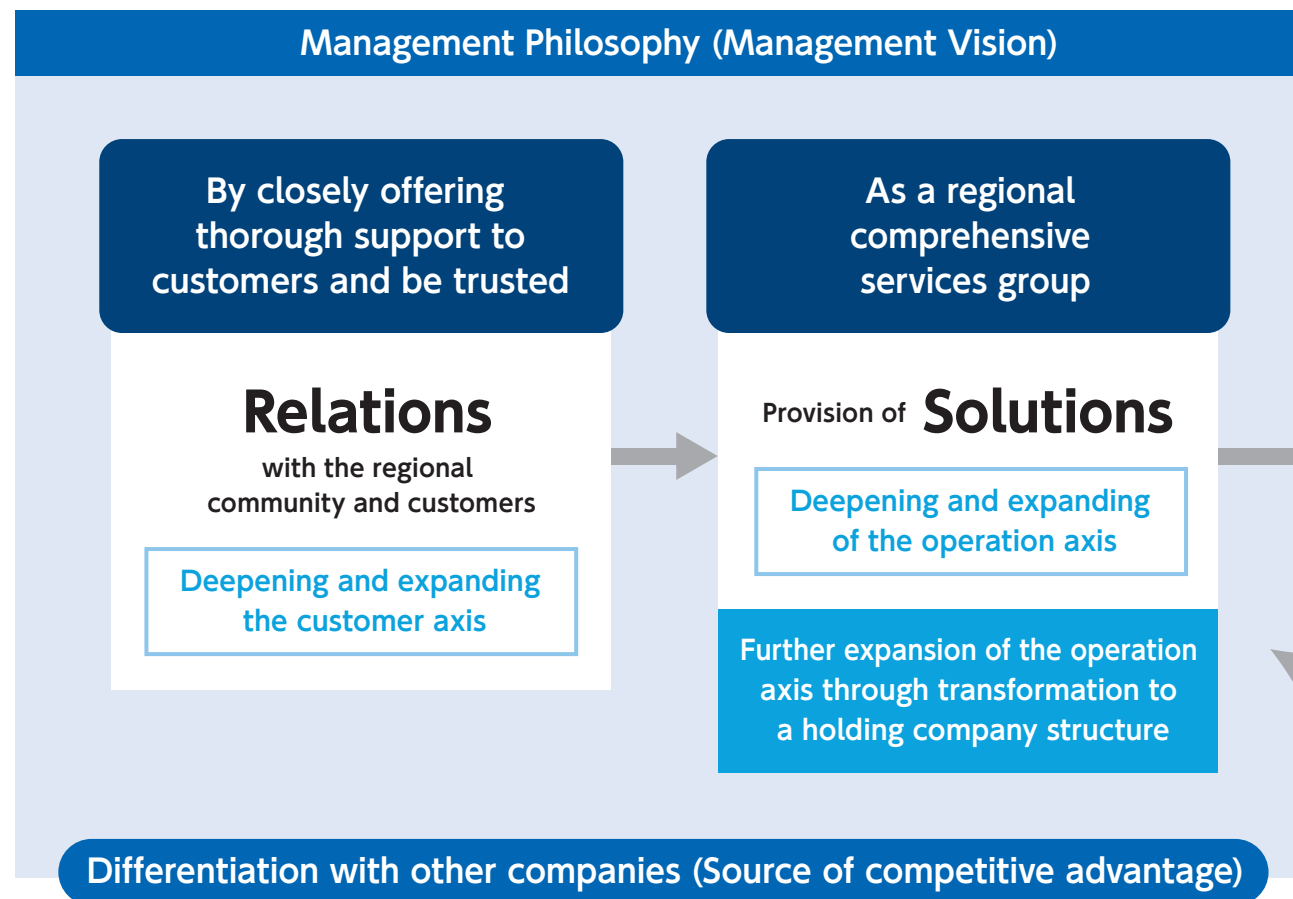 Management Philosophy (Management Vision)
By closely offering
thorough support to
customers and be trusted
Relations
with the regional
community and customers
Deepening and expanding
the customer axis
As a regional
comprehensive
services group
Provision of Solutions
Deepening and expanding
of the operation axis
Further expansion of the operation
axis through transformation to
a holding company structure
Differentiation with other companies (Source of competitive advantage)